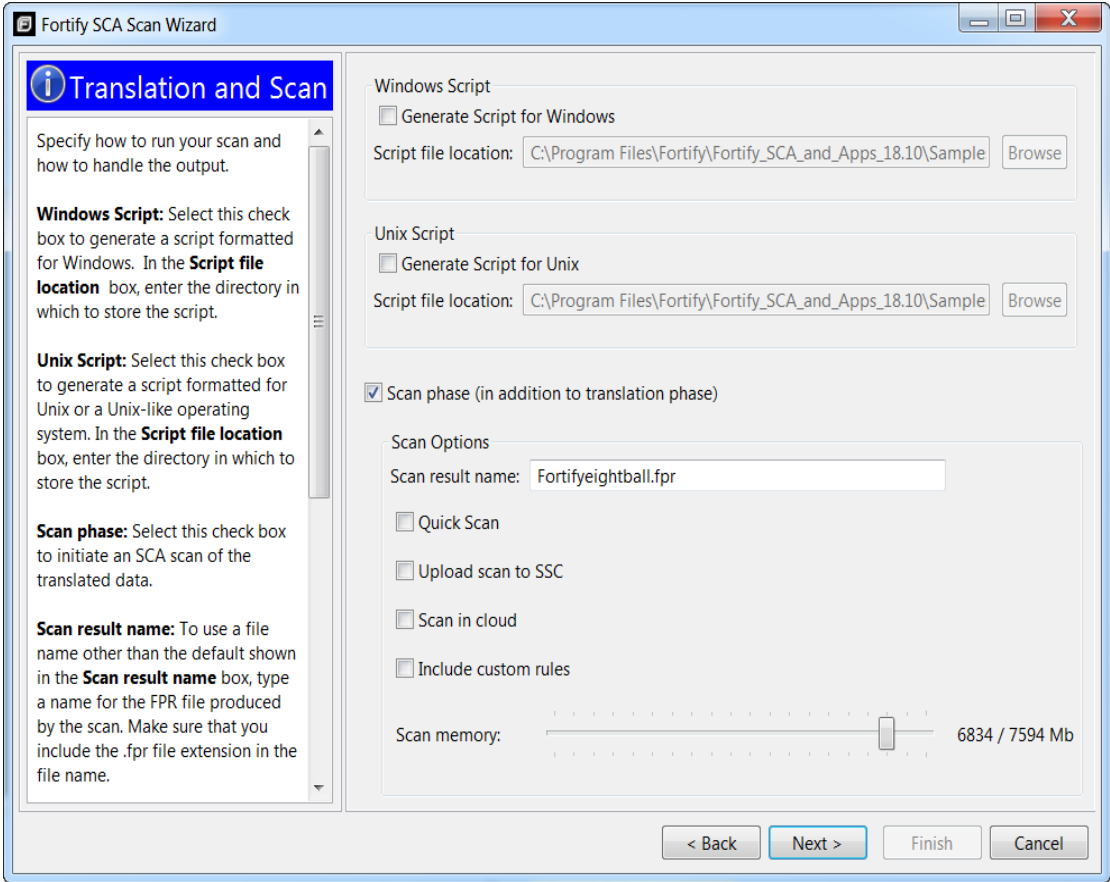 Fortify SCA Scan Wizard
Translation and Scan
Specify how to run your scan and
how to handle the output.
Windows Script: Select this check
box to generate a script formatted
for Windows. In the Script file
location box, enter the directory in
which to store the script.
Unix Script: Select this check box
to generate a script formatted for
Unix or a Unix-like operating
system. In the Script file location
box, enter the directory in which to
store the script.
Scan phase: Select this check box
to initiate an SCA scan of the
translated data.
Scan result name: To use a file
name other than the default shown
in the Scan result name box, type
a name for the FPR file produced
by the scan. Make sure that you
include the .fpr file extension in the
file name.
Windows Script
Generate Script for Windows
Script file location: C:\Program Files\Fortify\Fortify_SCA_and_Apps_18.10\Sample Browse
Unix Script
Generate Script for Unix
Script file location: C:\Program Files\Fortify\Fortify_SCA_and_Apps_18.10\Sample Browse
Scan phase (in addition to translation phase)
Scan Options
Scan result name: Fortifyeightball.fpr
Quick Scan
Upload scan to SSC
Scan in cloud
Include custom rules
Scan memory: 6834 / 7594 Mb
< Back Next > Finish Cancel